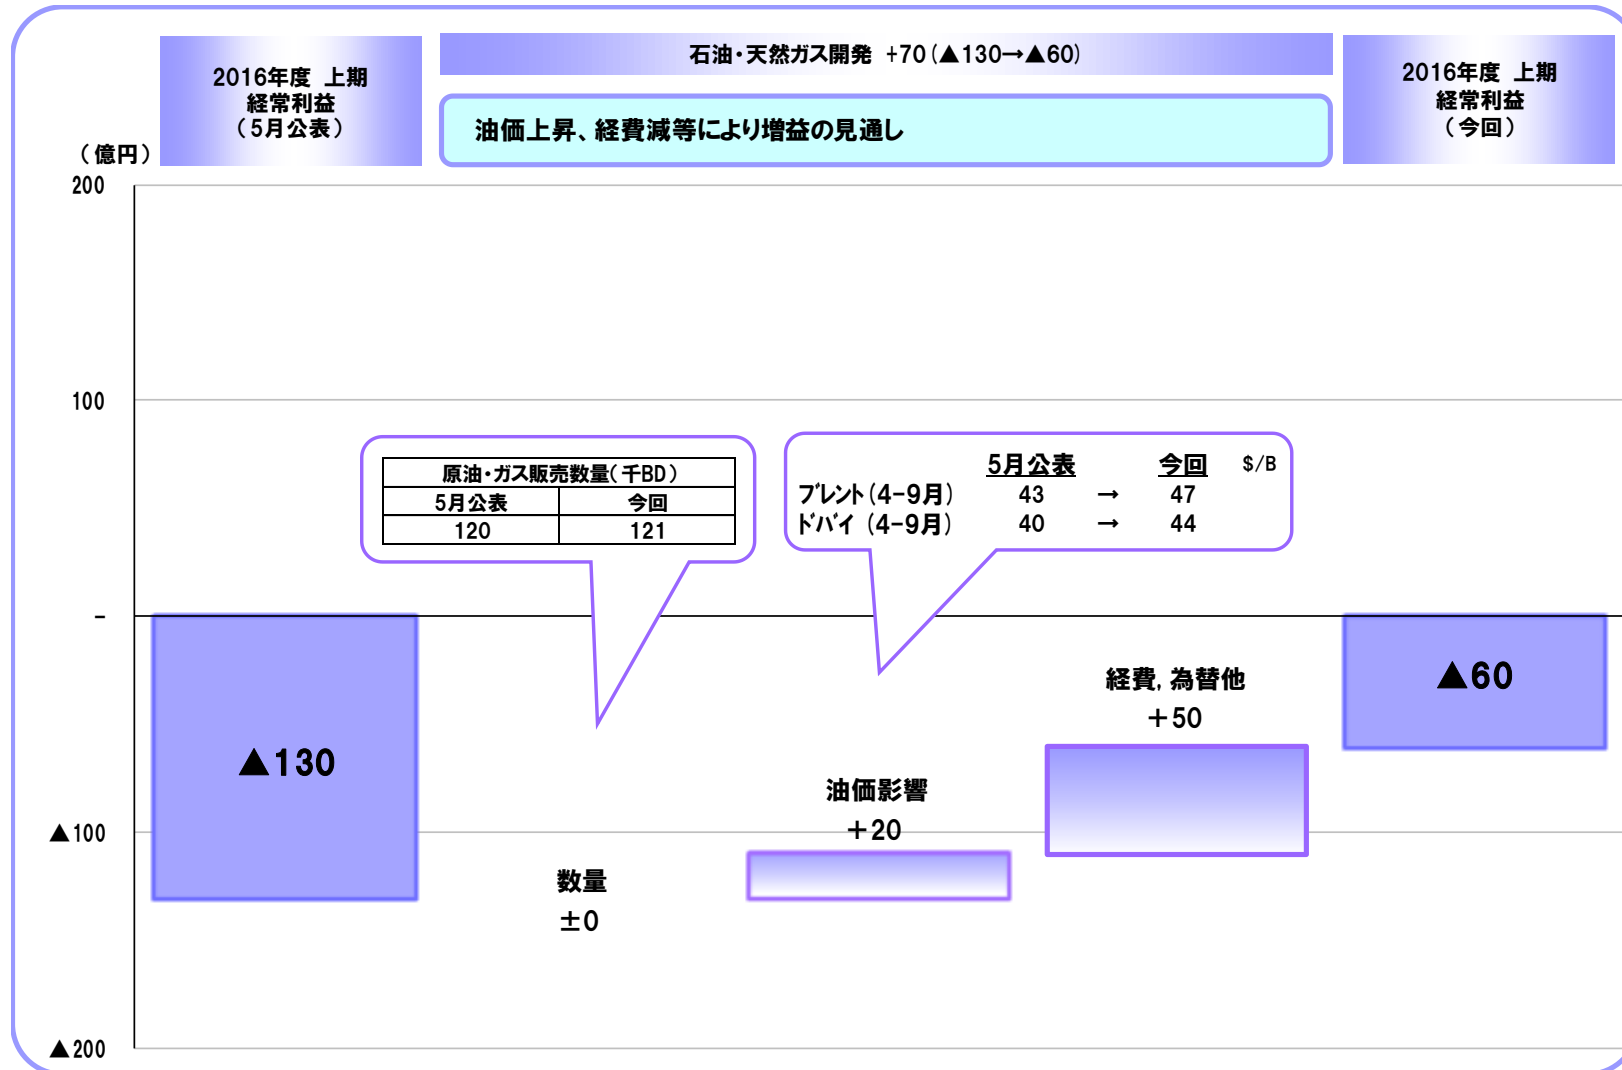 2016年度 上期
経常利益
（5月公表）
石油・天然ガス開発 +70(▲130→▲60)
油価上昇、経費減等により増益の見通し
2016年度 上期
経常利益
（今回）
（億円）
200
100
-
▲100
▲200
原油・ガス販売数量(千BD)
5月公表 今回
120 121
5月公表 今回 $/B
ブレント(4-9月) 43 → 47
ドバイ (4-9月) 40 → 44
▲130
数量
±0
油価影響
+20
経費, 為替他
+50
▲60